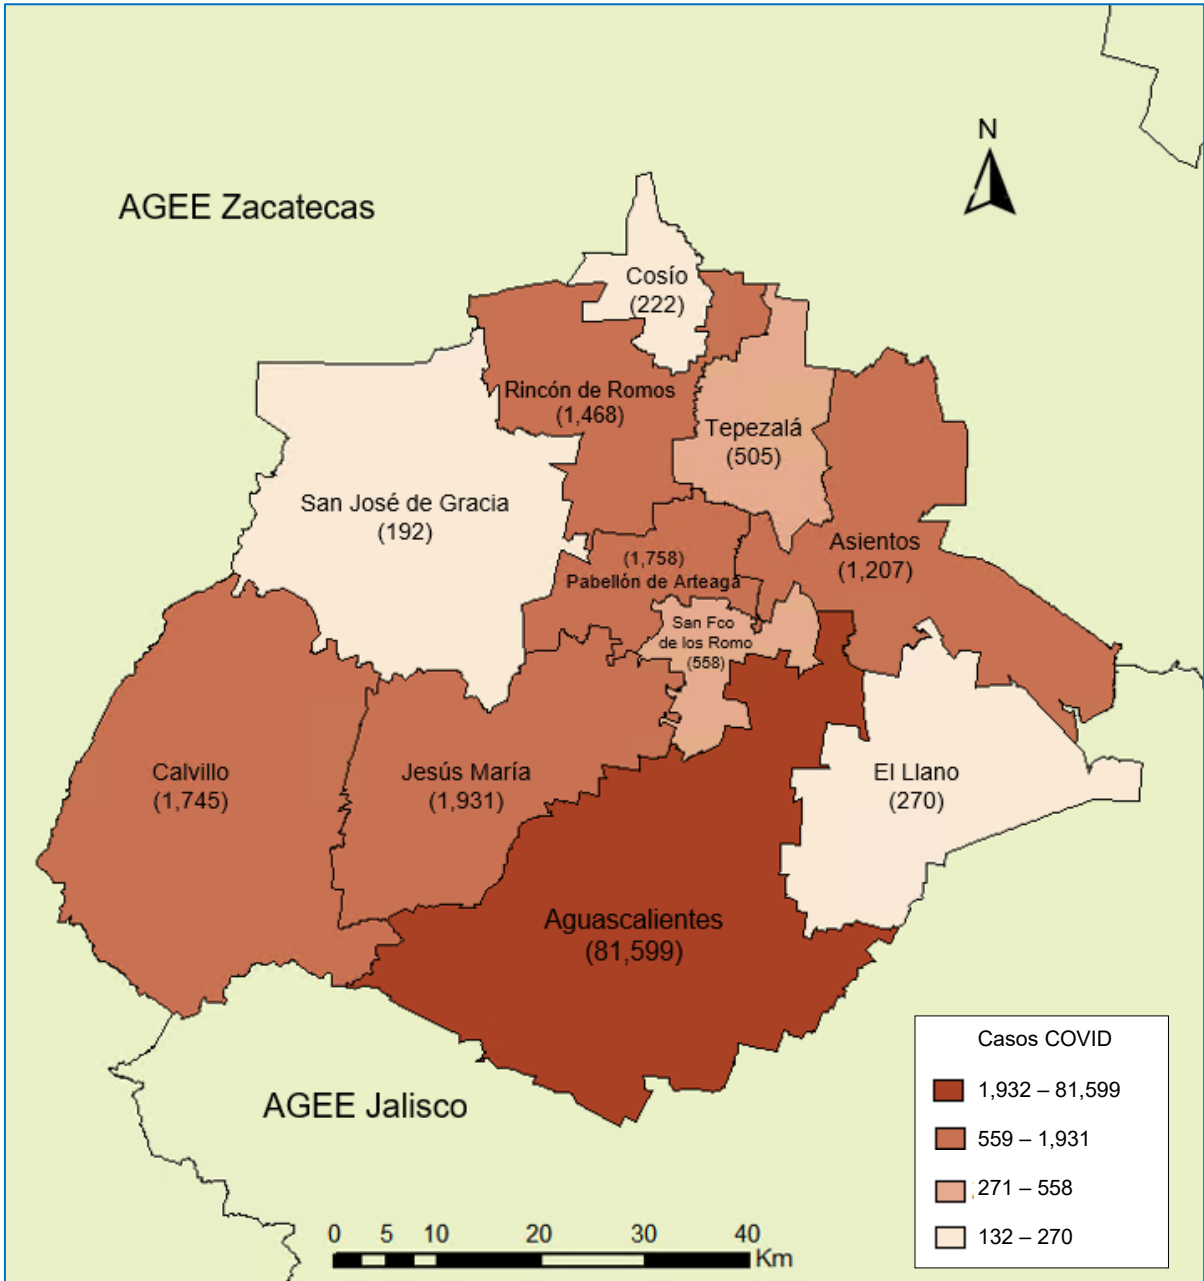 N
AGEE Zacatecas
Cosío
(222)
Rincón de Romos
(1,468)
Tepezalá
(505)
San José de Gracia
(192)
Asientos
(1,207)
(1,758)
Pabellón de Arteaga
San Fco
de los Romo
(558)
Calvillo
(1,745)
Jesús María
(1,931)
El Llano
(270)
Aguascalientes
(81,599)
AGEE Jalisco
Casos COVID
1,932 – 81,599
559 – 1,931
271 – 558
132 – 270
0 5 10 20 30 40
Km